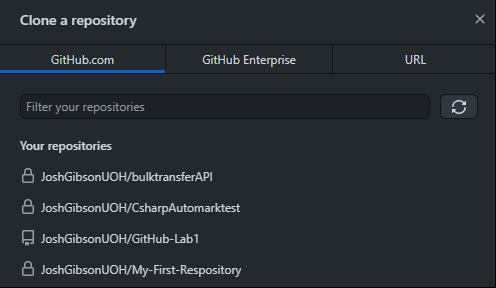 Clone a repository
GitHub.com
GitHub Enterprise
URL
Filter your repositories
Your repositories
JoshGibsonUOH/bulktransferAPI
JoshGibsonUOH/CsharpAutomarktest
JoshGibsonUOH/GitHub-Lab1
JoshGibsonUOH/My-First-Respository